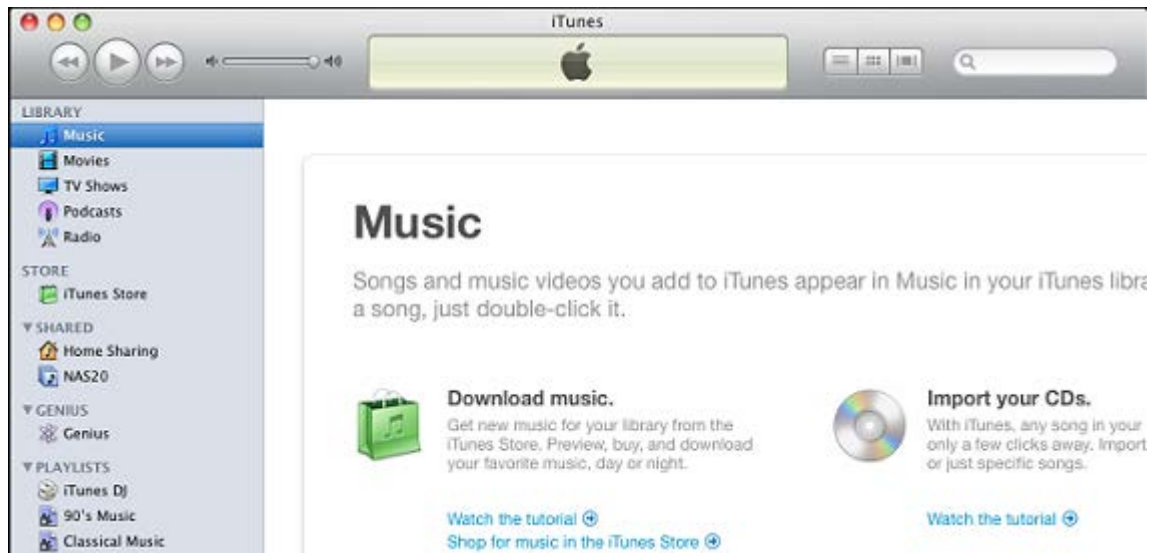 iTunes
LIBRARY
Music
Movies
TV Shows
Podcasts
Radio
STORE
iTunes Store
SHARED
Home Sharing
NAS20
GENIUS
Genius
PLAYLISTS
iTunes DJ
90's Music
Classical Music
Music
Songs and music videos you add to iTunes appear in Music in your iTunes libra
a song, just double-click it.
Download music.
Get new music for your library from the
iTunes Store. Preview, buy, and download
your favorite music, day or night.
Watch the tutorial
Shop for music in the iTunes Store
Import your CDs.
With iTunes, any song in your
only a few clicks away. Import
or just specific songs.
Watch the tutorial